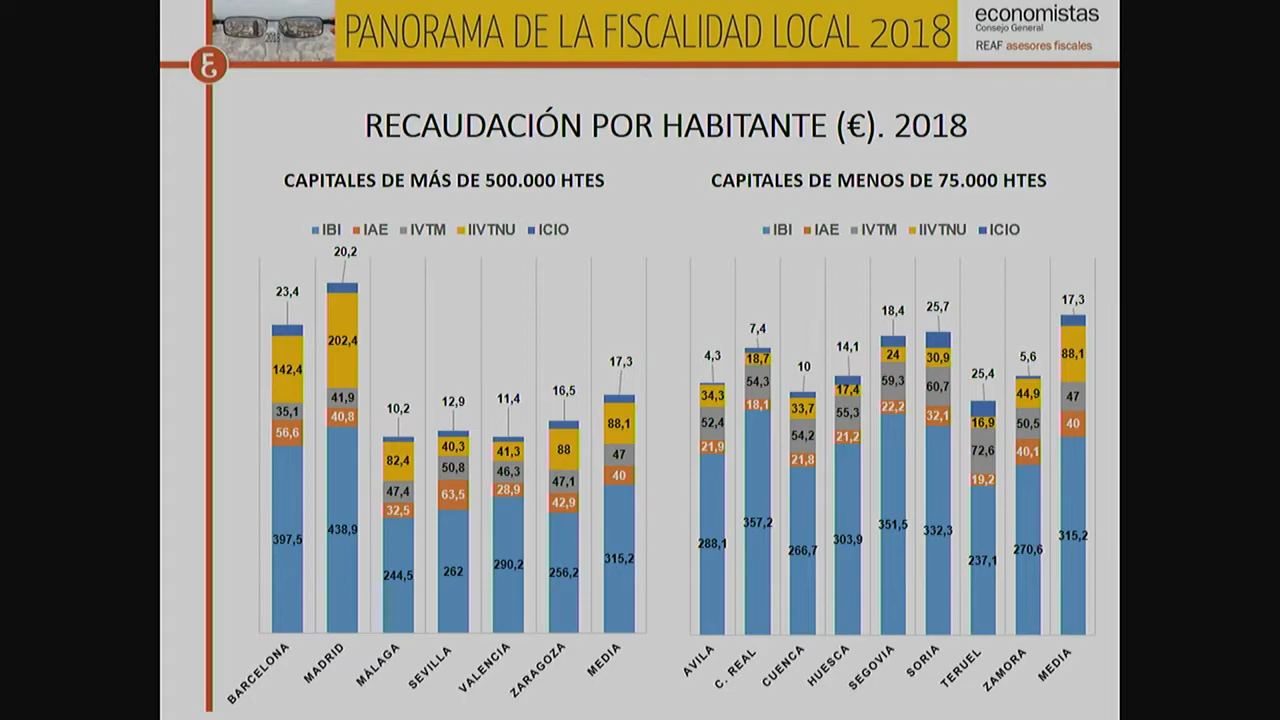 2018
PANORAMA DE LA FISCALIDAD LOCAL 2018
economistas
Consejo General
REAF asesores fiscales
RECAUDACIÓN POR HABITANTE (€). 2018
CAPITALES DE MÁS DE 500.000 HTES
IBI IAE IVTM IIVTNU ICIO
23,4 20,2 10,2 12,9 11,4 16,5 17,3
142,4 202,4 82,4 40,3 41,3 88 88,1
35,1 41,9 47,4 50,8 46,3 47,1 47
56,6 40,8 32,5 63,5 28,9 42,9 40
397,5 438,9 244,5 262 290,2 256,2 315,2
BARCELONA MADRID MÁLAGA SEVILLA VALENCIA ZARAGOZA MEDIA
CAPITALES DE MENOS DE 75.000 HTES
IBI IAE IVTM IIVTNU ICIO
4,3 7,4 10 14,1 18,4 25,7 25,4 5,6 17,3
34,3 18,7 33,7 17,4 24 30,9 16,9 44,9 88,1
52,4 54,3 54,2 55,3 59,3 60,7 72,6 50,5 47
21,9 18,1 21,8 21,2 22,2 32,1 19,2 40,1 40
288,1 357,2 266,7 303,9 351,5 332,3 237,1 270,6 315,2
AVILA C. REAL CUENCA HUESCA SEGOVIA SORIA TERUEL ZAMORA MEDIA